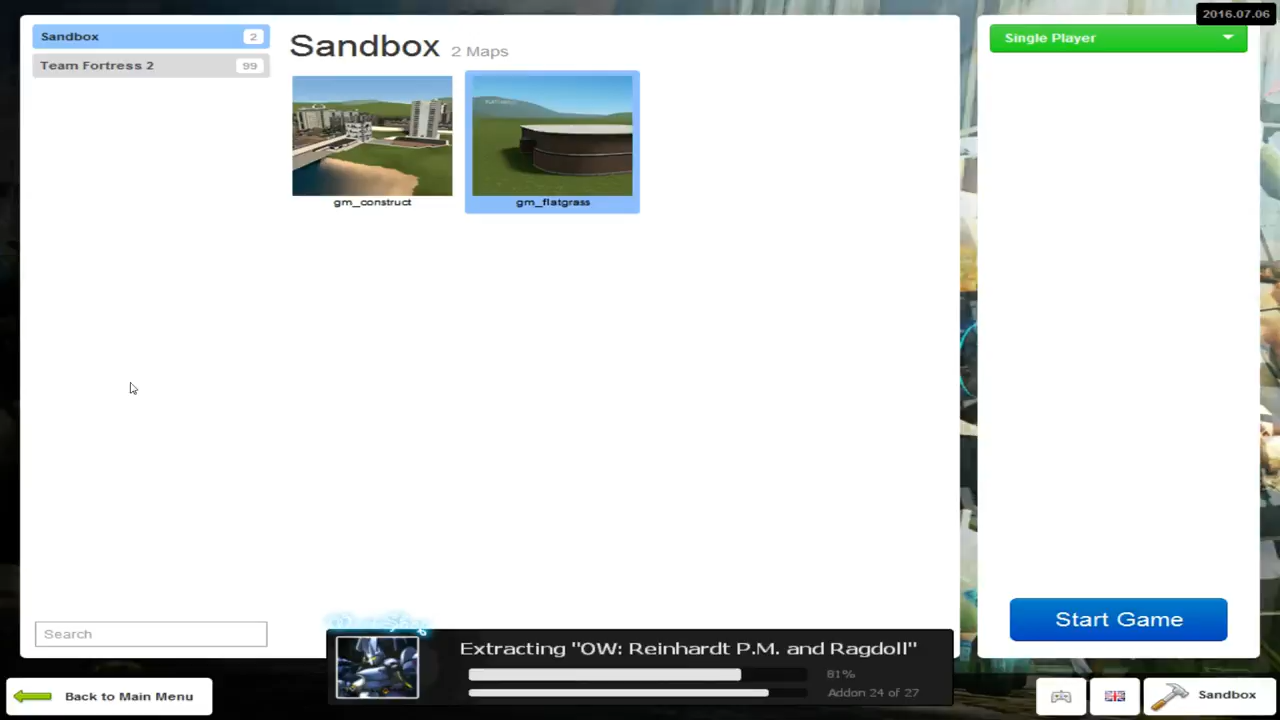 2016.07.06
Sandbox 2
Team Fortress 2 99
Sandbox 2 Maps
gm_construct
gm_flatgrass
Single Player
Start Game
Search
Extracting "OW: Reinhardt P.M. and Ragdoll"
81%
Addon 24 of 27
Back to Main Menu
Sandbox